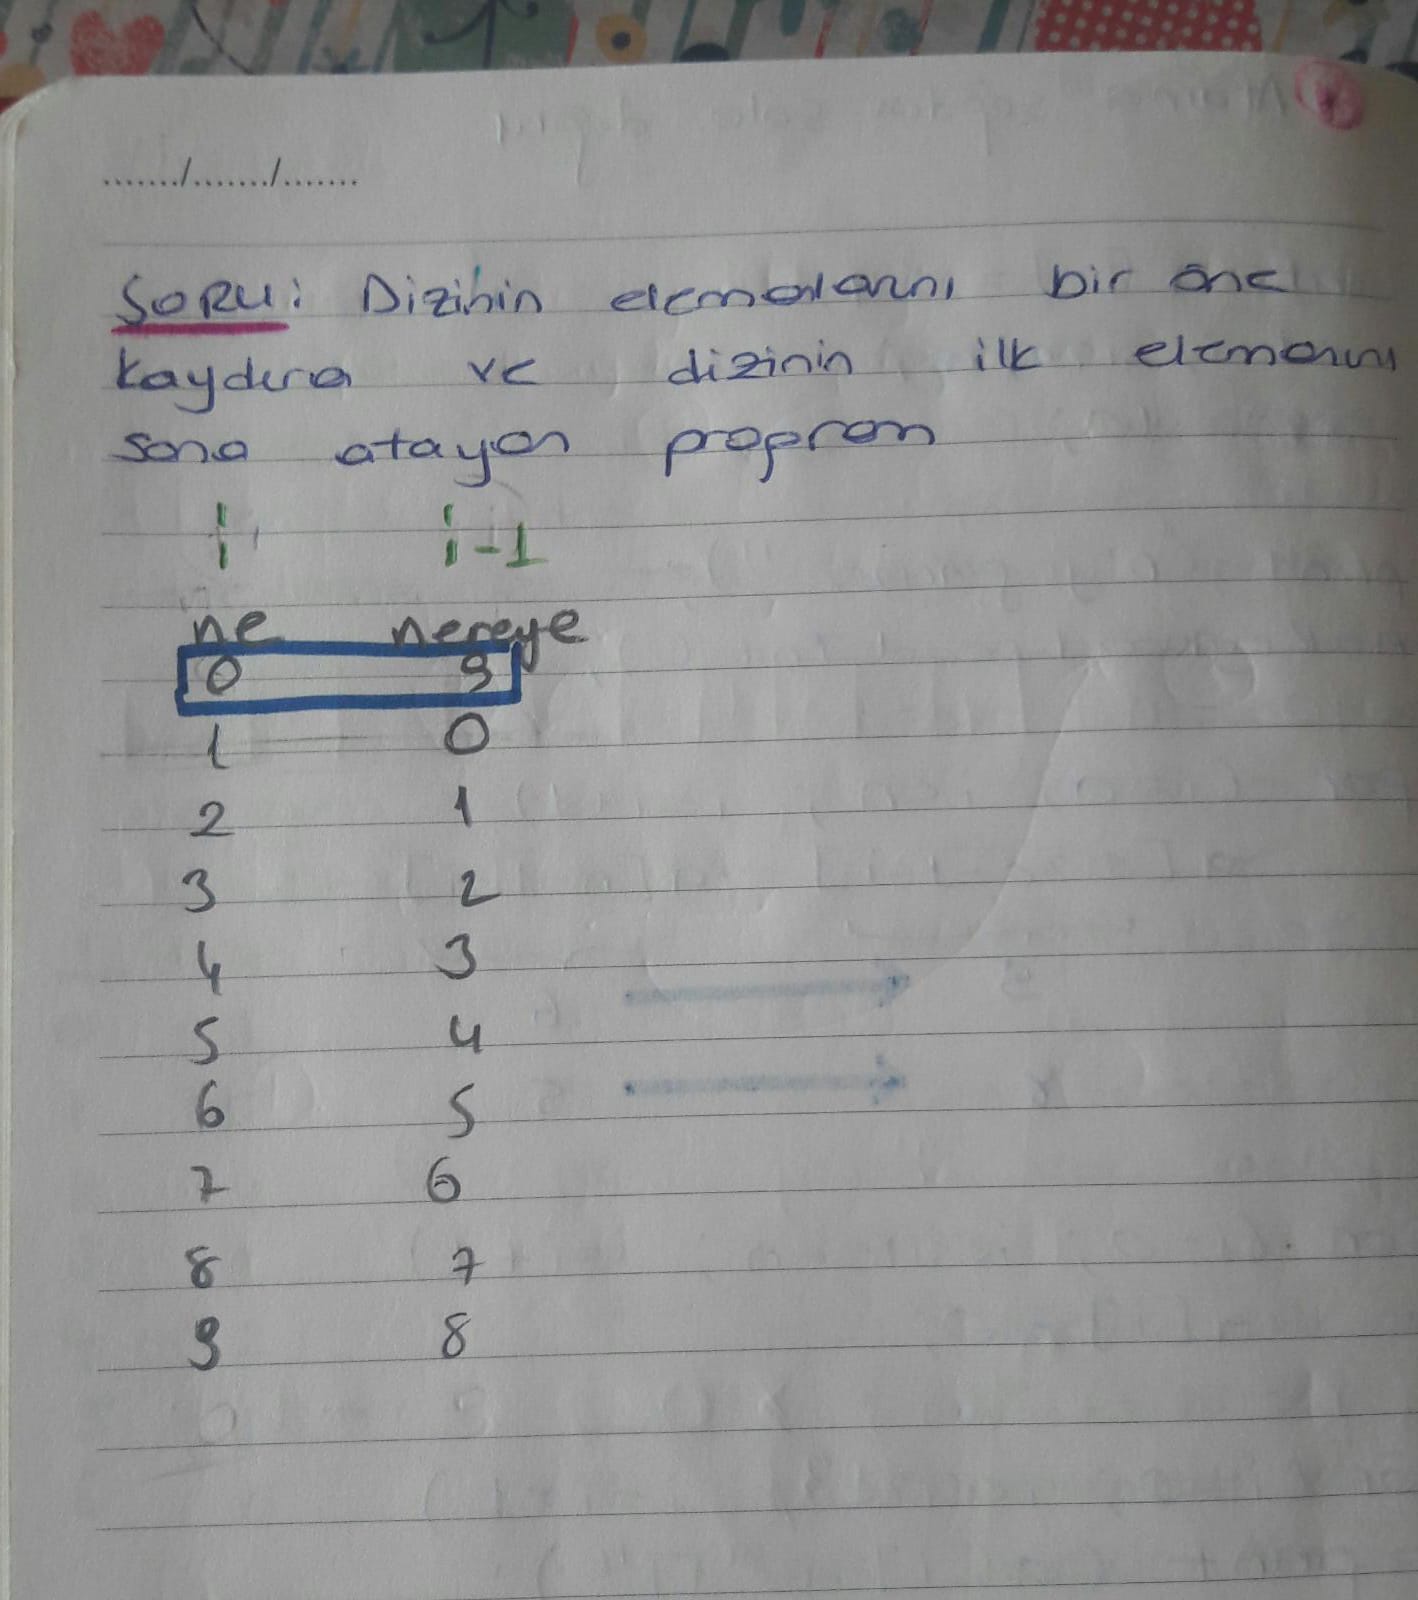 ......./......./.......
SORU: Dizinin elemanlarını bir öne
kaydıran ve dizinin ilk elemanını
sona atayan program
i i-1
ne nereye
0 9
1 0
2 1
3 2
4 3
5 4
6 5
7 6
8 7
9 8